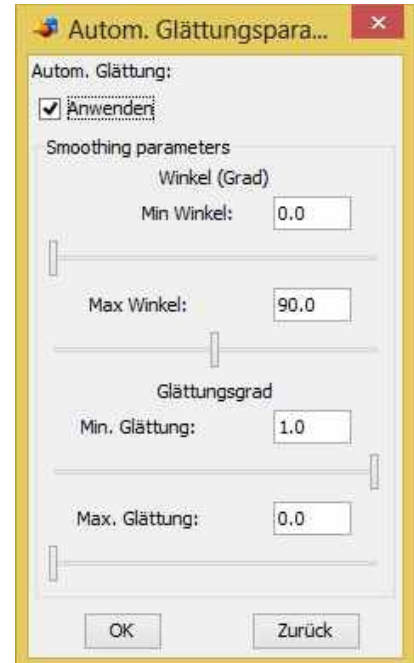 Autom. Glättungspara...
Autom. Glättung:
Anwenden
Smoothing parameters
Winkel (Grad)
Min Winkel: 0.0
Max Winkel: 90.0
Glättungsgrad
Min. Glättung: 1.0
Max. Glättung: 0.0
OK Zurück